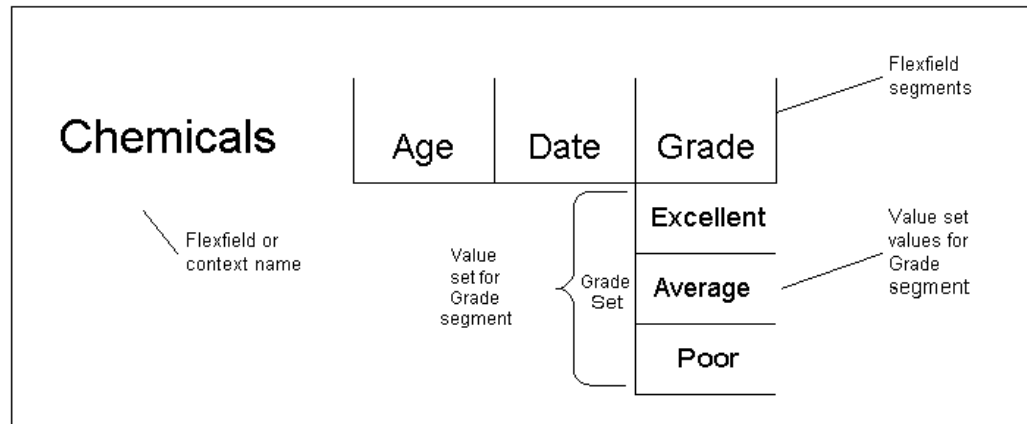 Flexfield
segments
Chemicals
Age
Date
Grade
Excellent
Average
Poor
Flexfield or
context name
Value
set for
Grade
segment
Grade
Set
Value set
values for
Grade
segment